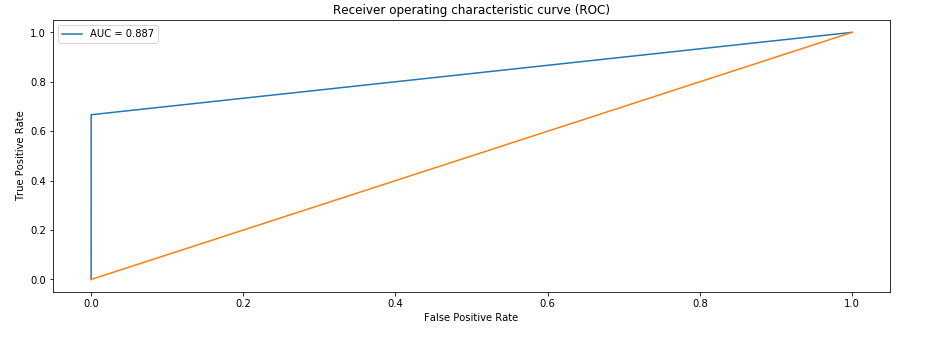 Receiver operating characteristic curve (ROC)
AUC = 0.887
True Positive Rate
1.0
0.8
0.6
0.4
0.2
0.0
0.0 0.2 0.4 0.6 0.8 1.0
False Positive Rate